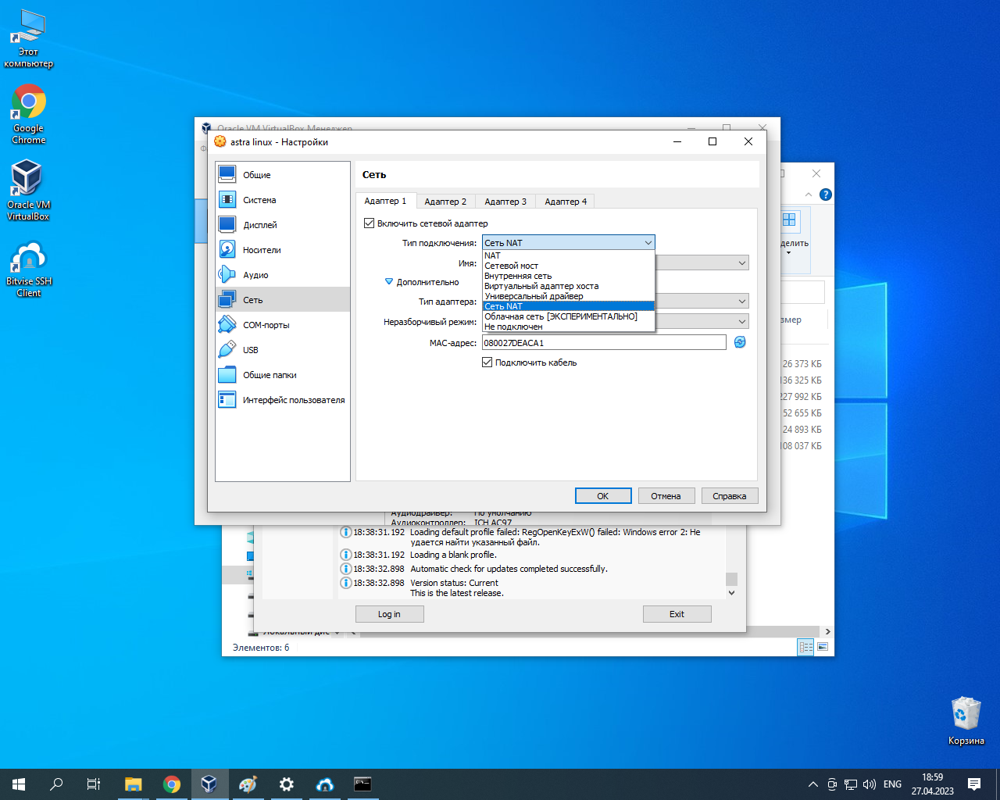 Этот
компьютер
Google
Chrome
Oracle VM
VirtualBox
Bitvise SSH
Client
Oracle VM VirtualBox Менеджер
astra linux - Настройки
Общие
Система
Дисплей
Носители
Аудио
Сеть
COM-порты
USB
Общие папки
Интерфейс пользователя
Сеть
Адаптер 1
Адаптер 2
Адаптер 3
Адаптер 4
Включить сетевой адаптер
Тип подключения:
Сеть NAT
NAT
Сетевой мост
Внутренняя сеть
Виртуальный адаптер хоста
Универсальный драйвер
Сеть NAT
Облачная сеть [ЭКСПЕРИМЕНТАЛЬНО]
Не подключен
Имя:
Дополнительно
Тип адаптера:
Неразборчивый режим:
MAC-адрес:
080027DEACA1
Подключить кабель
OK
Отмена
Справка
26 373 КБ
136 325 КБ
227 992 КБ
52 655 КБ
24 893 КБ
108 037 КБ
Аудиодрайвер: По умолчанию
Аудиоконтроллер: ICH AC97
18:38:31.192 Loading default profile failed: RegOpenKeyExW() failed: Windows error 2: Не
удается найти указанный файл.
18:38:31.192 Loading a blank profile.
18:38:32.898 Automatic check for updates completed successfully.
18:38:32.898 Version status: Current
This is the latest release.
Log in
Exit
Локальный дис
Элементов: 6
Корзина
ENG
18:59
27.04.2023